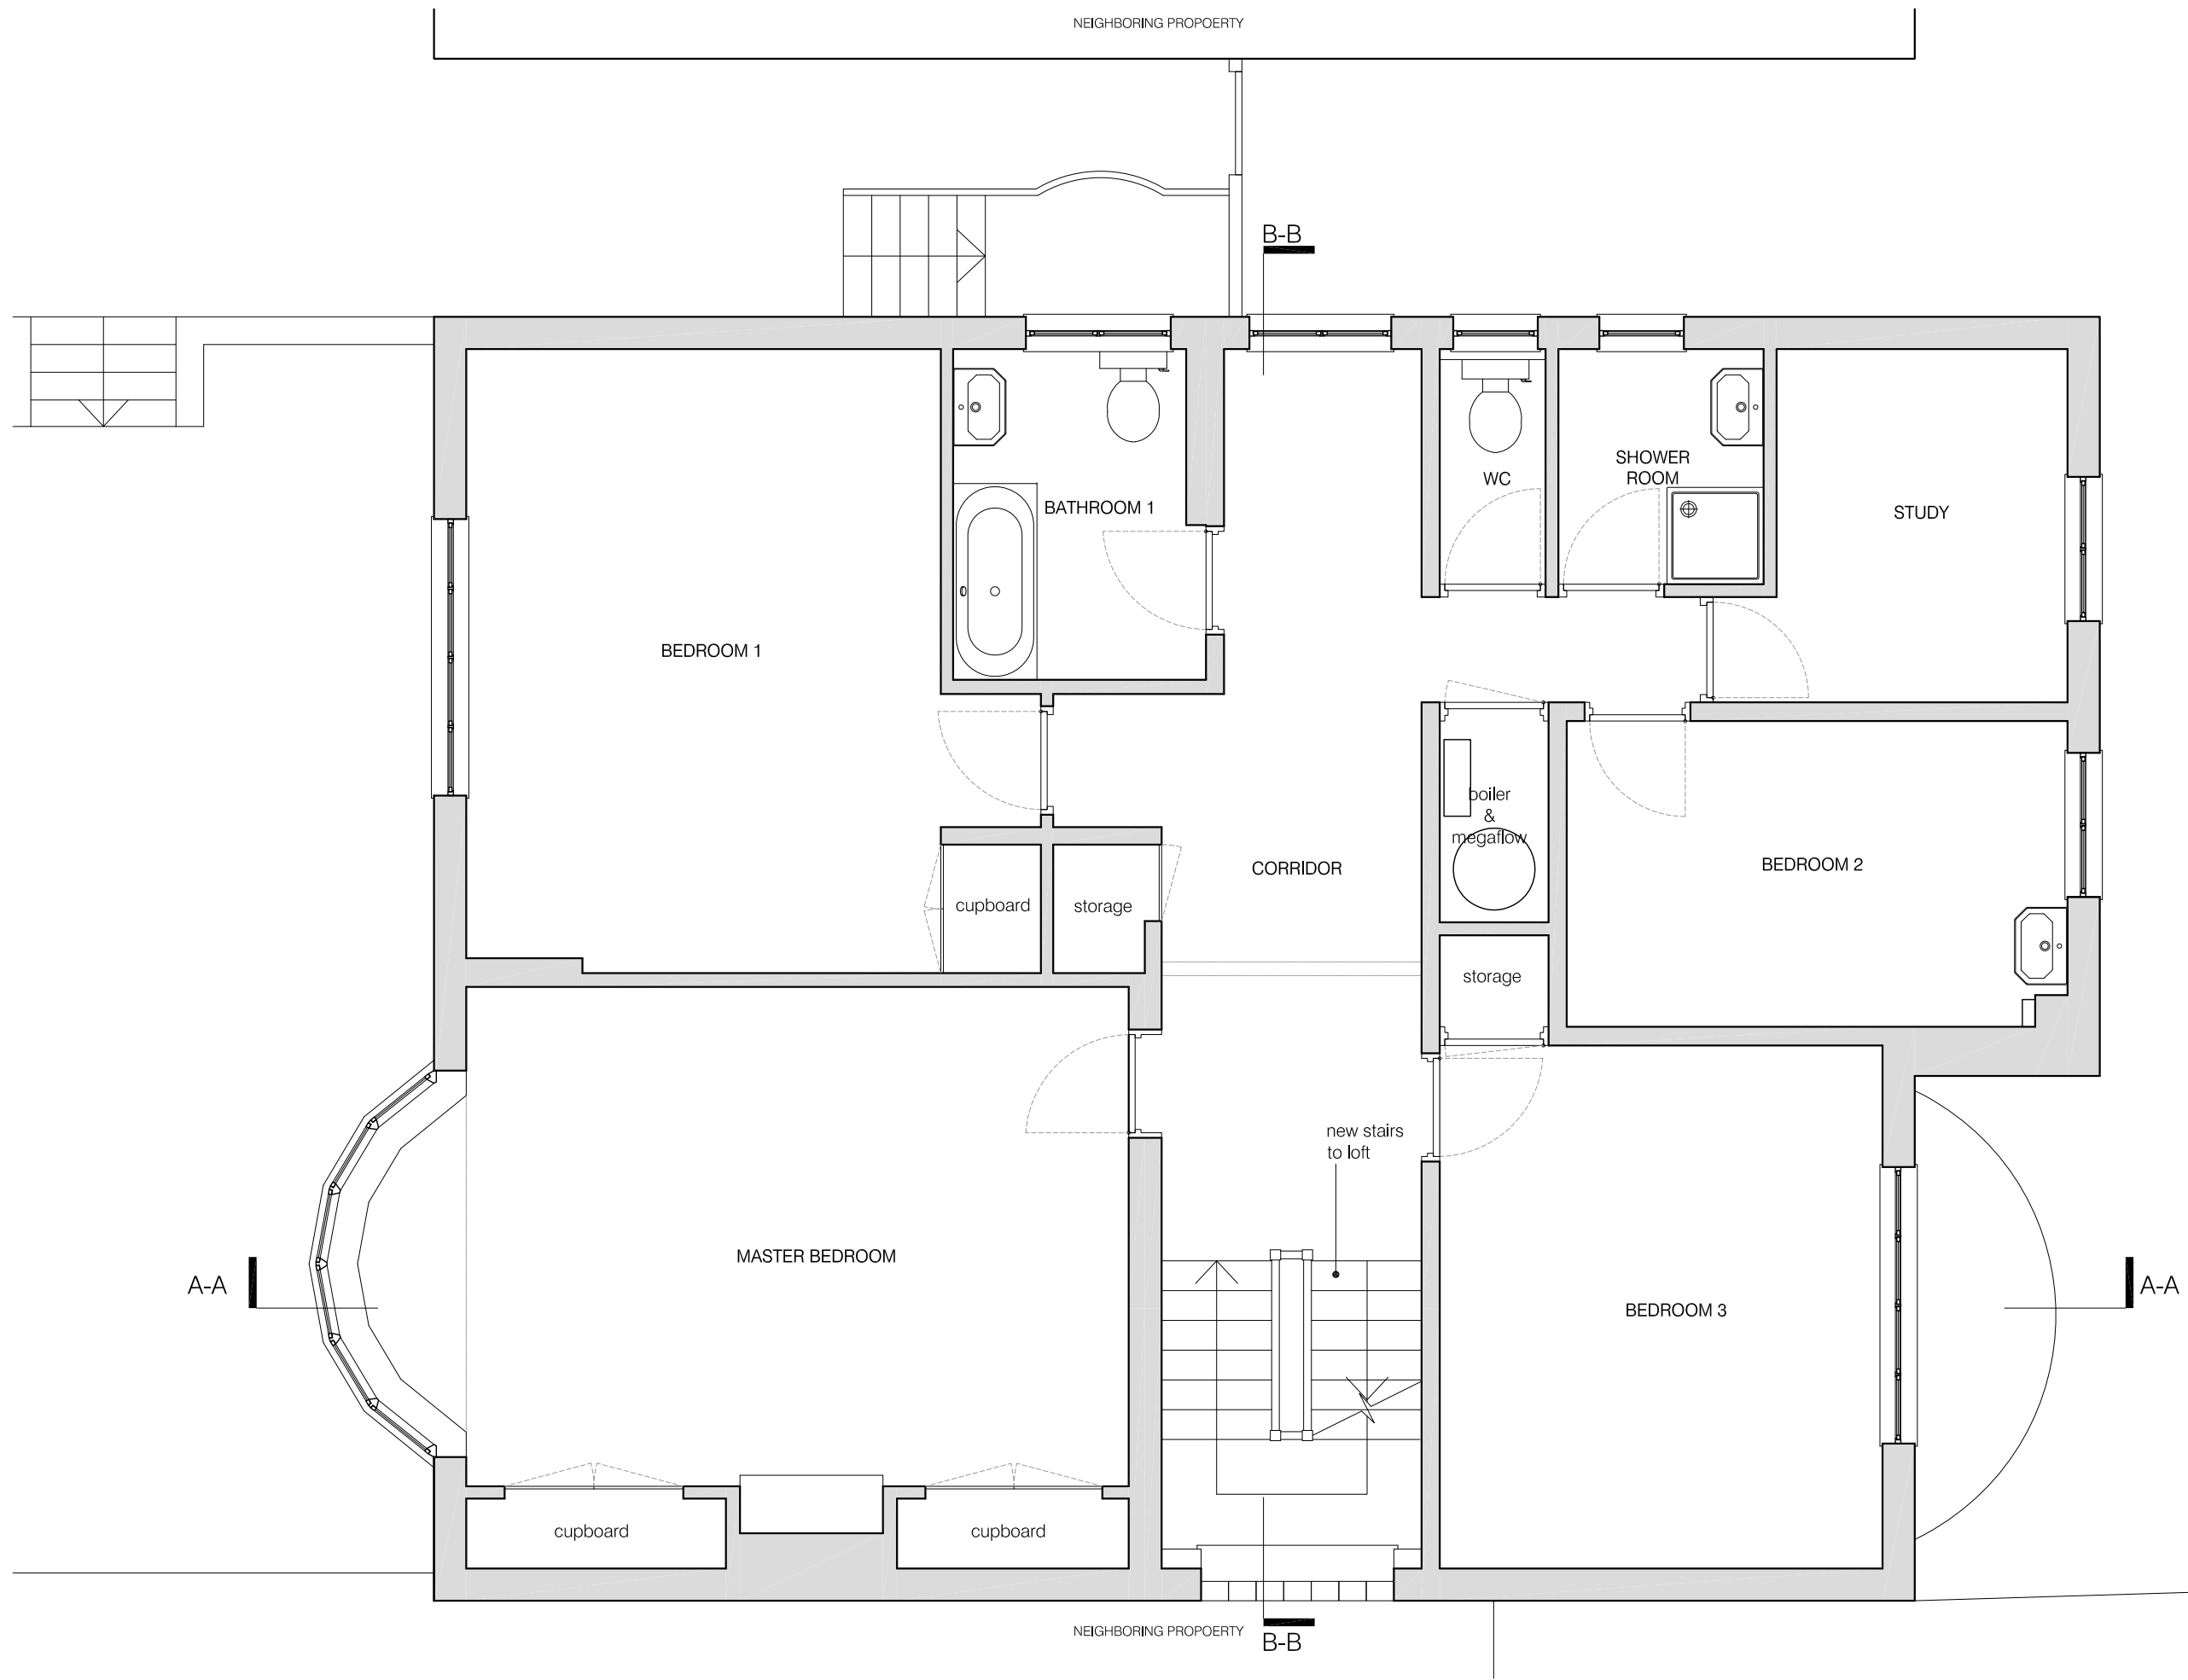 NEIGHBORING PROPOERTY
B-B
WC
SHOWER
ROOM
BATHROOM 1
STUDY
BEDROOM 1
boiler
&
megaflow
BEDROOM 2
CORRIDOR
cupboard
storage
storage
new stairs
to loft
MASTER BEDROOM
A-A
A-A
BEDROOM 3
cupboard
cupboard
NEIGHBORING PROPOERTY
B-B